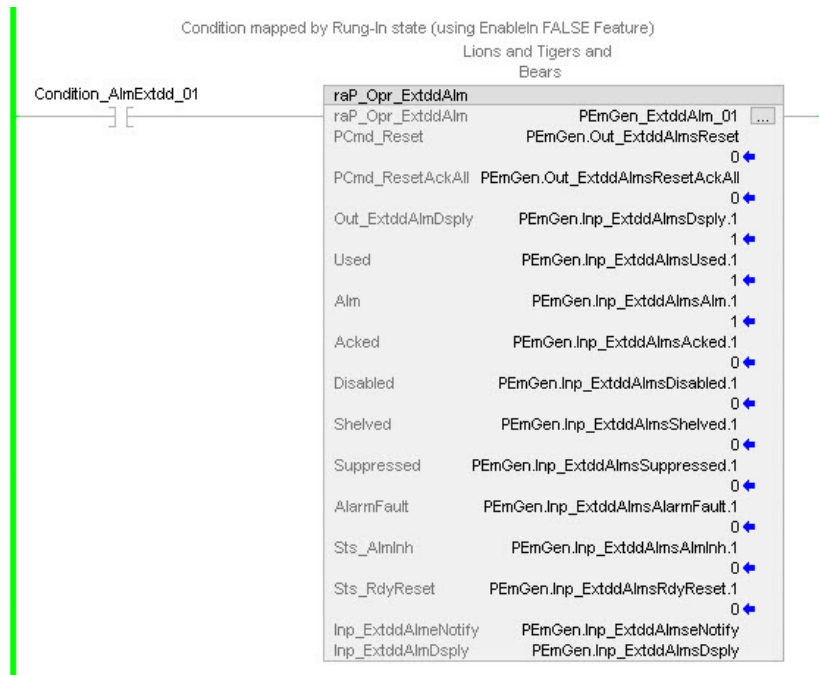 Condition mapped by Rung-In state (using EnableIn FALSE Feature)
Lions and Tigers and
Bears
Condition_AlmExtdd_01
raP_Opr_ExtddAlm
raP_Opr_ExtddAlm PEmGen_ExtddAlm_01 ...
PCmd_Reset PEmGen.Out_ExtddAlmsReset
0
PCmd_ResetAckAll PEmGen.Out_ExtddAlmsResetAckAll
0
Out_ExtddAlmDsply PEmGen.Inp_ExtddAlmsDsply.1
1
Used PEmGen.Inp_ExtddAlmsUsed.1
1
Alm PEmGen.Inp_ExtddAlmsAlm.1
1
Acked PEmGen.Inp_ExtddAlmsAcked.1
0
Disabled PEmGen.Inp_ExtddAlmsDisabled.1
0
Shelved PEmGen.Inp_ExtddAlmsShelved.1
0
Suppressed PEmGen.Inp_ExtddAlmsSuppressed.1
0
AlarmFault PEmGen.Inp_ExtddAlmsAlarmFault.1
0
Sts_AlmInh PEmGen.Inp_ExtddAlmsAlmInh.1
0
Sts_RdyReset PEmGen.Inp_ExtddAlmsRdyReset.1
0
Inp_ExtddAlmeNotify PEmGen.Inp_ExtddAlmseNotify
Inp_ExtddAlmDsply PEmGen.Inp_ExtddAlmsDsply